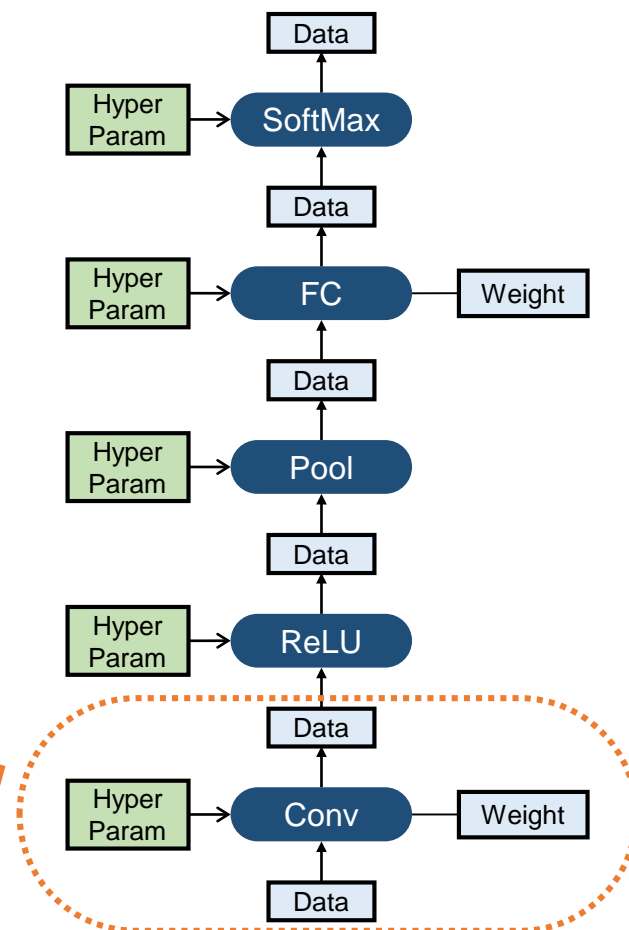 Data
Hyper
Param
SoftMax
Data
Hyper
Param
FC
Weight
Data
Hyper
Param
Pool
Data
Hyper
Param
ReLU
Data
Hyper
Param
Conv
Weight
Data